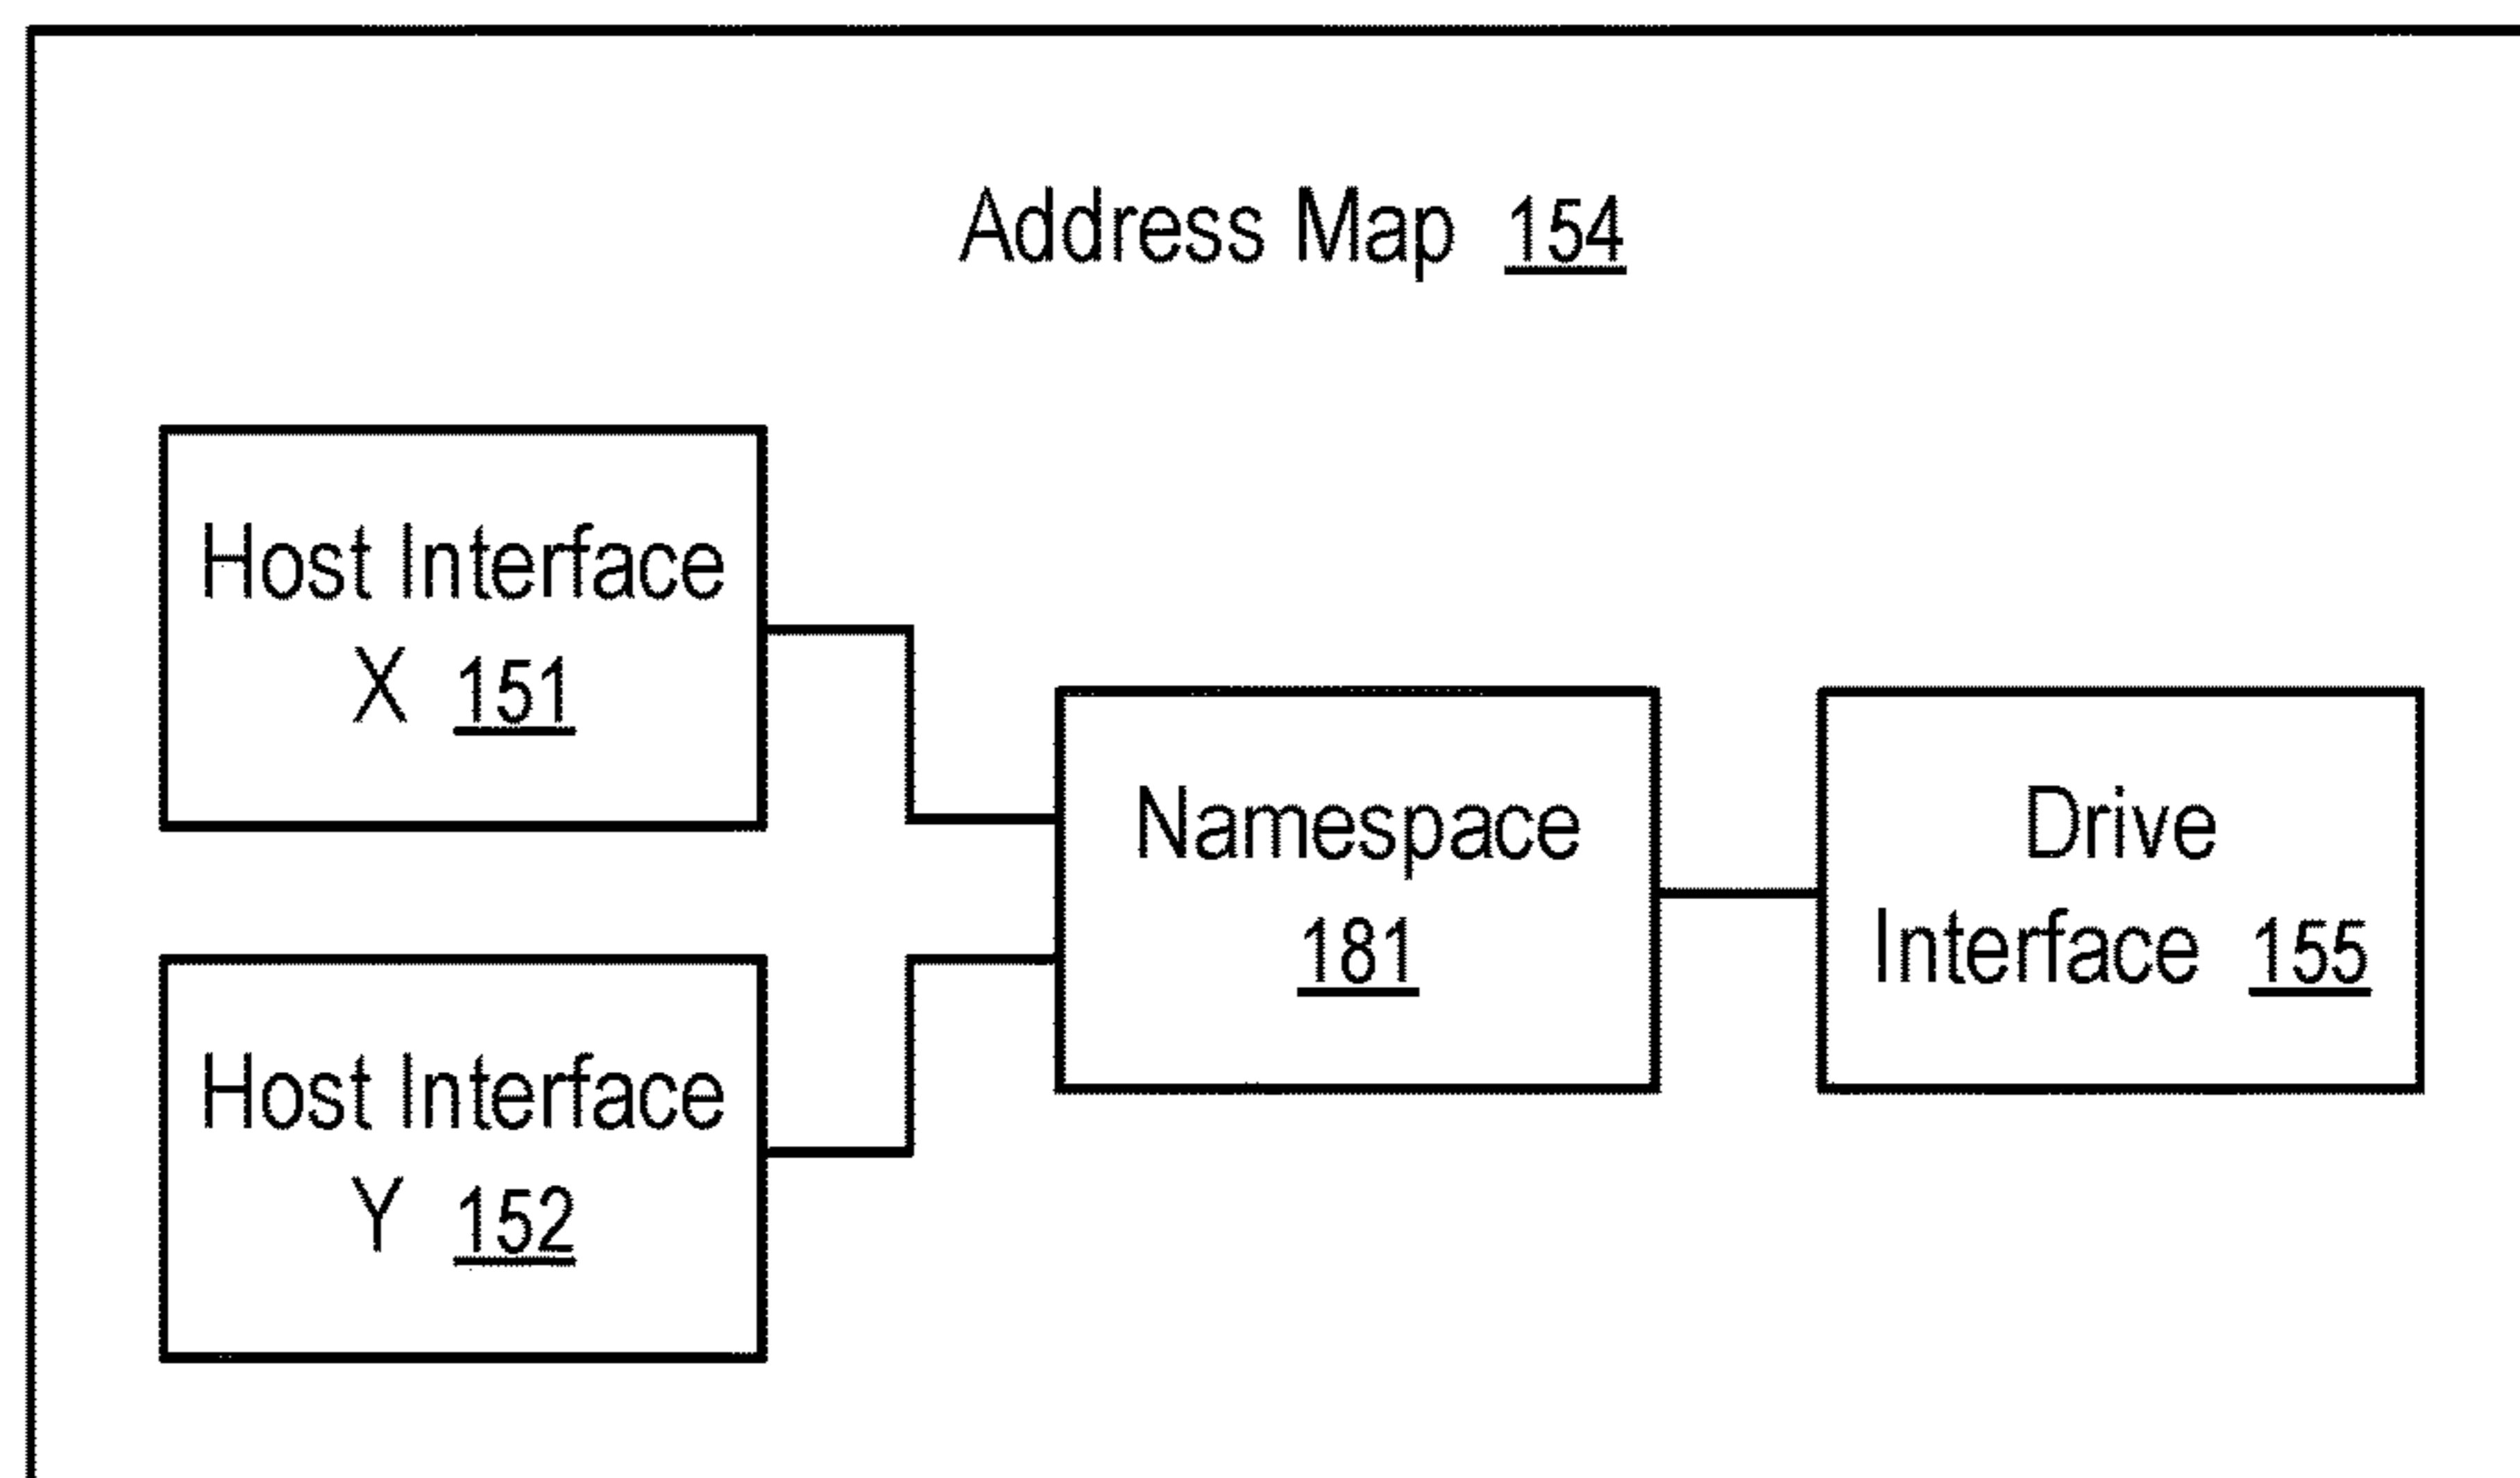 Address Map 154
Host Interface
X 151
Host Interface
Y 152
Namespace
181
Drive
Interface 155